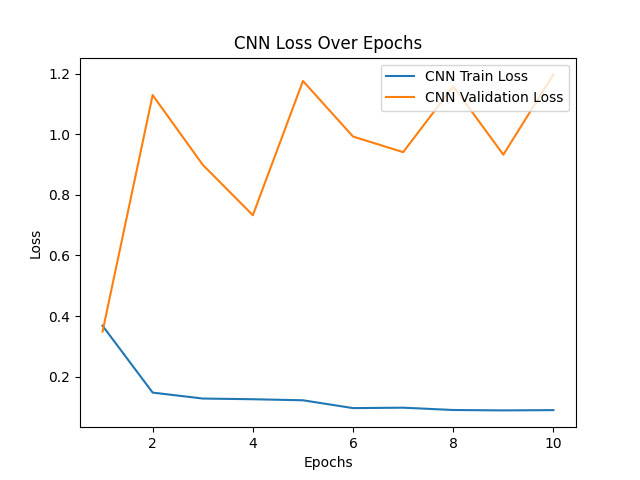 CNN Loss Over Epochs
CNN Train Loss
CNN Validation Loss
1.2
1.0
0.8
0.6
0.4
0.2
Loss
2 4 6 8 10
Epochs